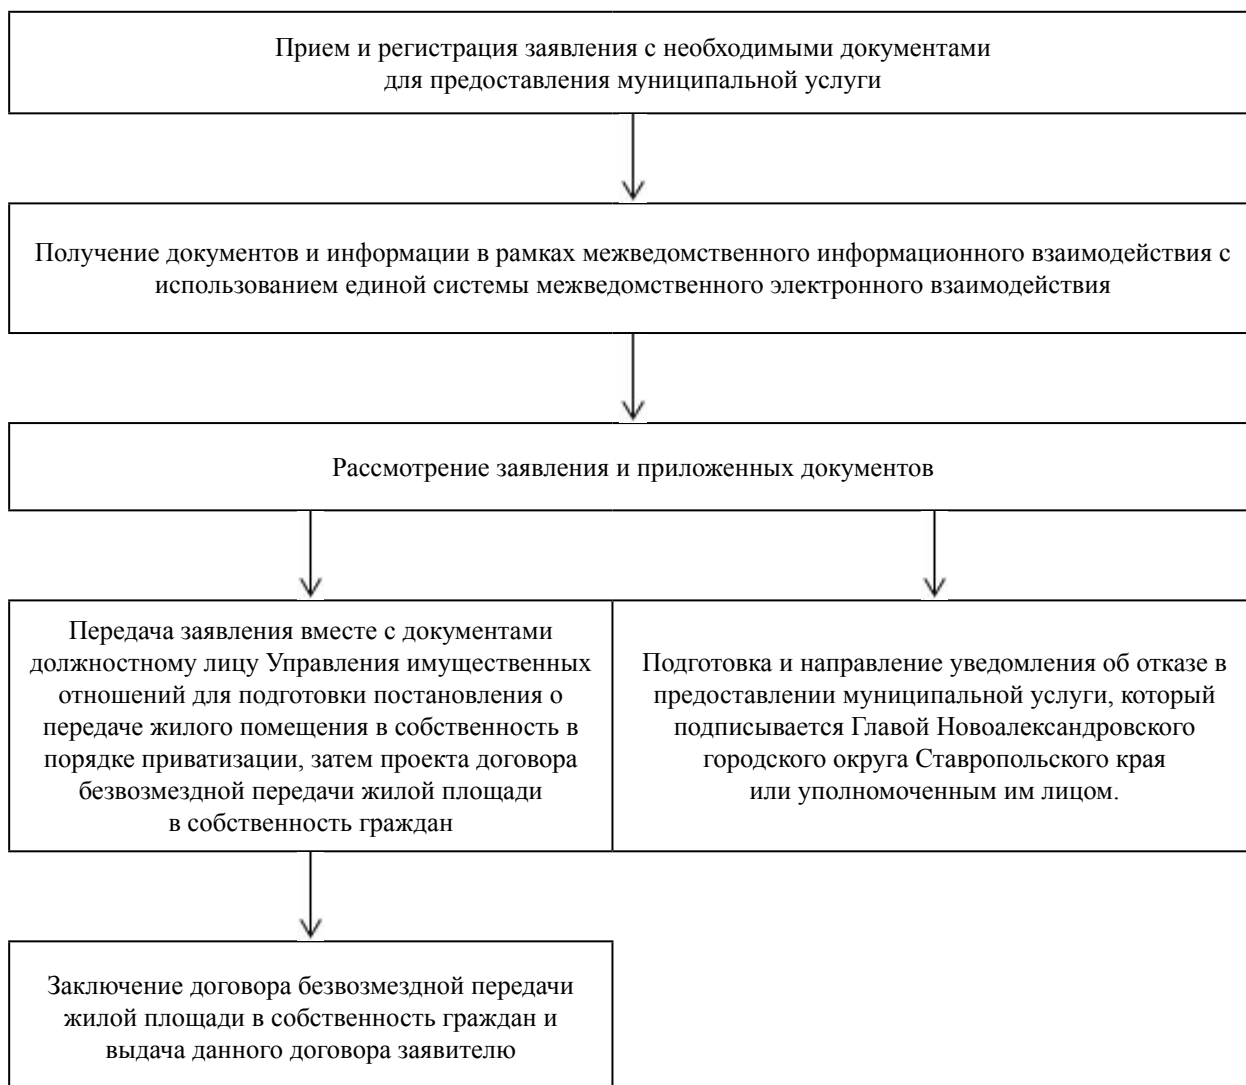 Прием и регистрация заявления с необходимыми документами
для предоставления муниципальной услуги
Получение документов и информации в рамках межведомственного информационного взаимодействия с
использованием единой системы межведомственного электронного взаимодействия
Рассмотрение заявления и приложенных документов
Передача заявления вместе с документами
должностному лицу Управления имущественных
отношений для подготовки постановления о
передаче жилого помещения в собственность в
порядке приватизации, затем проекта договора
безвозмездной передачи жилой площади
в собственность граждан
Подготовка и направление уведомления об отказе в
предоставлении муниципальной услуги, который
подписывается Главой Новоалександровского
городского округа Ставропольского края
или уполномоченным им лицом.
Заключение договора безвозмездной передачи
жилой площади в собственность граждан и
выдача данного договора заявителю